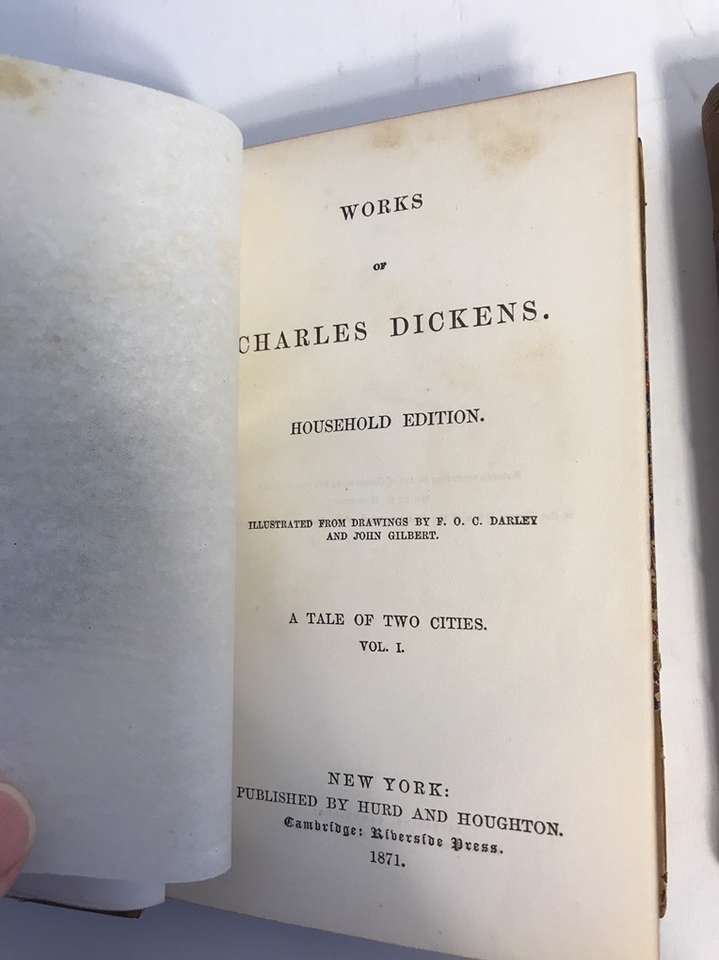 WORKS
OF
CHARLES DICKENS.
HOUSEHOLD EDITION.
ILLUSTRATED FROM DRAWINGS BY F. O. C. DARLEY
AND JOHN GILBERT.
A TALE OF TWO CITIES.
VOL. I.
NEW YORK:
PUBLISHED BY HURD AND HOUGHTON.
Cambridge: Riverside Press.
1871.